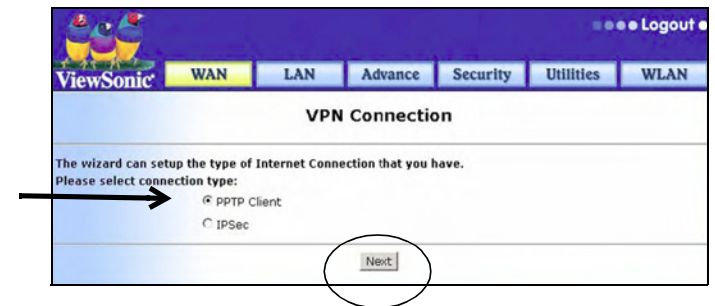 Logout
ViewSonic® WAN LAN Advance Security Utilities WLAN
VPN Connection
The wizard can setup the type of Internet Connection that you have.
Please select connection type:
PPTP Client
IPSec
Next